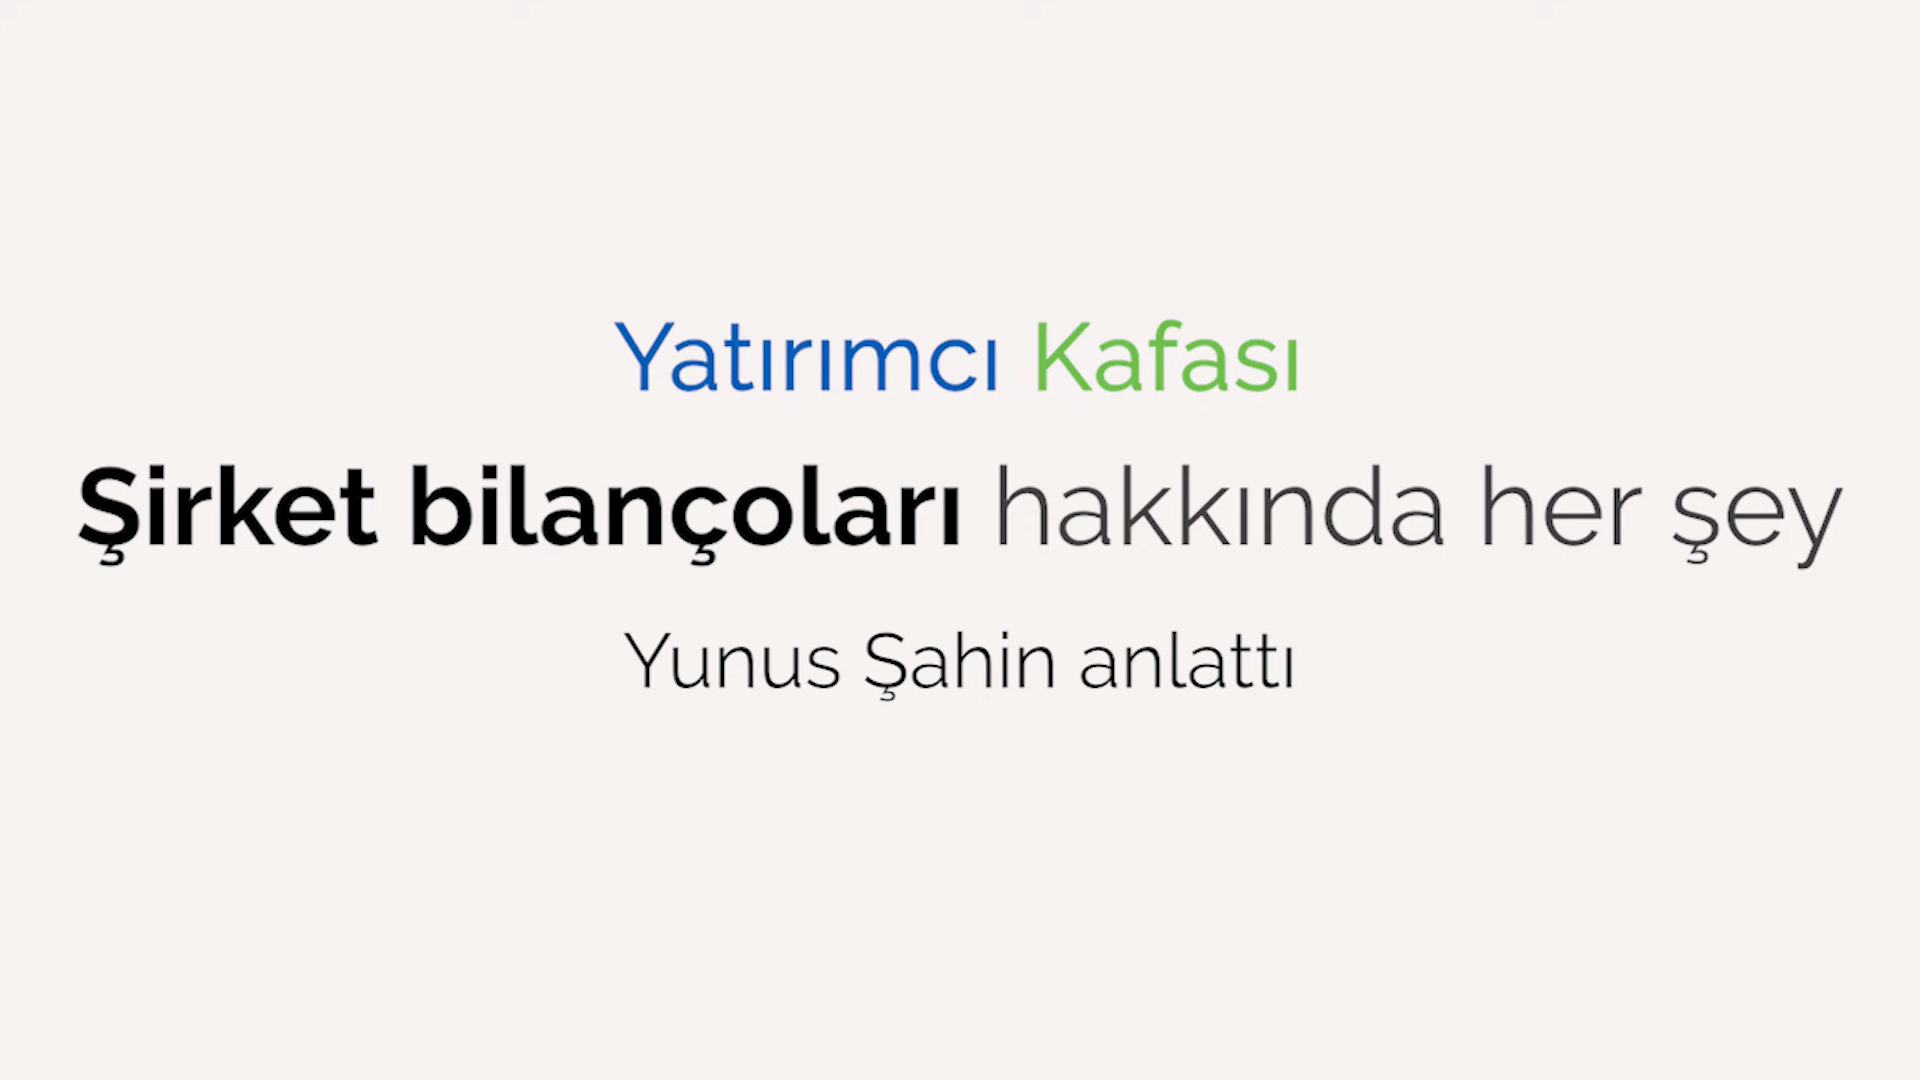 Yatırımcı Kafası
Şirket bilançoları hakkında her şey
Yunus Şahin anlattı